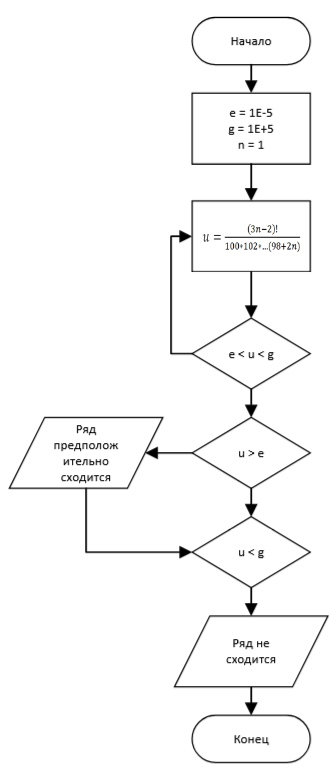 Начало
e = 1E-5
g = 1E+5
n = 1
u = (3n−2)! / 100∗102∗…(98+2n)
e < u < g
Ряд
предполож
ительно
сходится
u > e
u < g
Ряд не
сходится
Конец